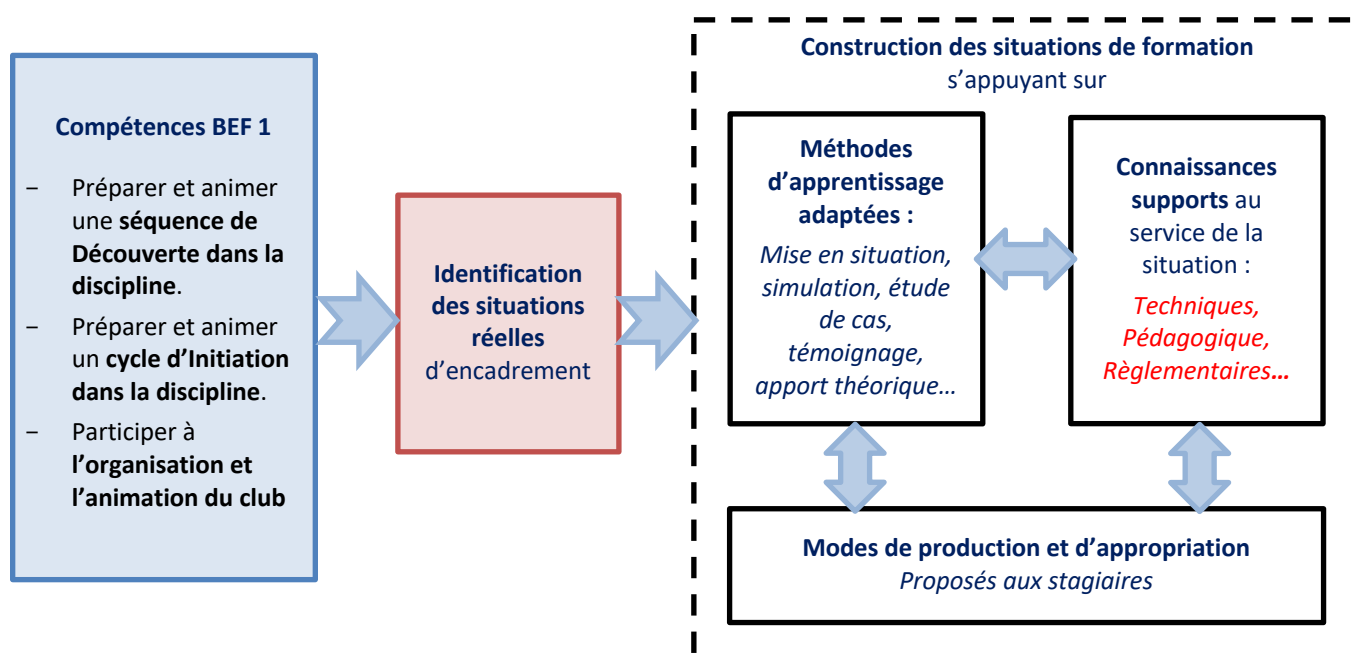 Compétences BEF 1
– Préparer et animer
une séquence de
Découverte dans la
discipline.
– Préparer et animer
un cycle d’Initiation
dans la discipline.
– Participer à
l’organisation et
l’animation du club
Identification
des situations
réelles
d’encadrement
Construction des situations de formation
s’appuyant sur
Méthodes
d’apprentissage
adaptées :
Mise en situation,
simulation, étude
de cas,
témoignage,
apport théorique…
Connaissances
supports au
service de la
situation :
Techniques,
Pédagogique,
Règlementaires…
Modes de production et d’appropriation
Proposés aux stagiaires